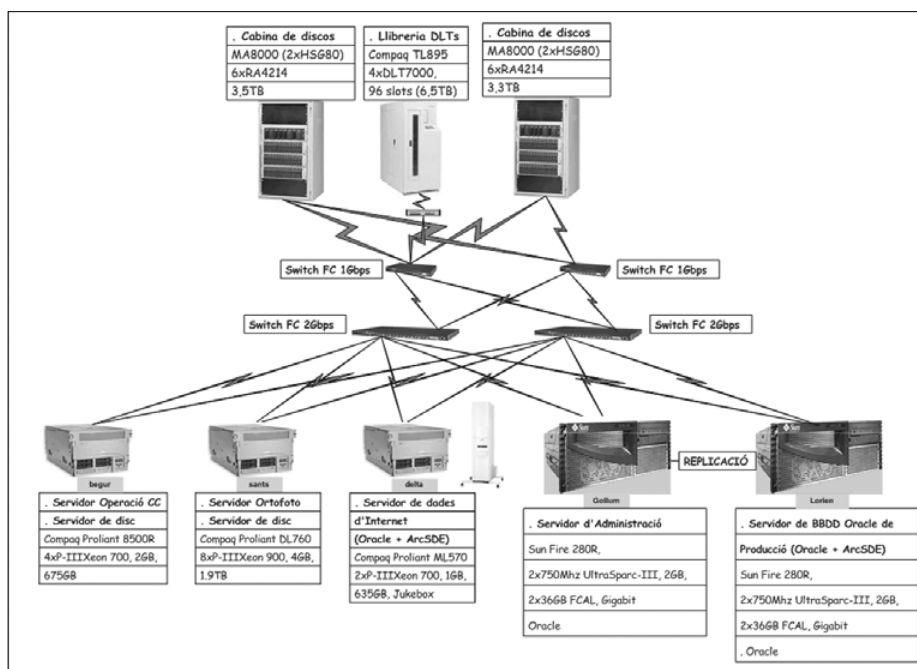 . Cabina de discos
MA8000 (2xHSG80)
6xRA4214
3,5TB
. Llibreria DLTs
Compaq TL895
4xDLT7000,
96 slots (6,5TB)
. Cabina de discos
MA8000 (2xHSG80)
6xRA4214
3,3TB
Switch FC 1Gbps
Switch FC 1Gbps
Switch FC 2Gbps
Switch FC 2Gbps
begur
. Servidor Operació CC
. Servidor de disc
Compaq Proliant 8500R
4xP-IIIXeon 700, 2GB,
675GB
sants
. Servidor Ortofoto
. Servidor de disc
Compaq Proliant DL760
8xP-IIIXeon 900, 4GB,
1.9TB
delta
. Servidor de dades
d'Internet
(Oracle + ArcSDE)
Compaq Proliant ML570
2xP-IIIXeon 700, 1GB,
635GB, Jukebox
Sun
REPLICACIÓ
Sun
Gollum
. Servidor d'Administració
Sun Fire 280R,
2x750Mhz UltraSparc-III, 2GB,
2x36GB FCAL, Gigabit
Oracle
Lorien
. Servidor de BBDD Oracle de
Producció (Oracle + ArcSDE)
Sun Fire 280R,
2x750Mhz UltraSparc-III, 2GB,
2x36GB FCAL, Gigabit
. Oracle